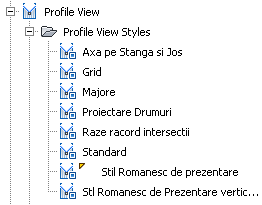 Profile View
Profile View Styles
Axa pe Stanga si Jos
Grid
Majore
Proiectare Drumuri
Raze racord intersectii
Standard
Stil Romanesc de prezentare
Stl Romanesc de Prezentare vertic...